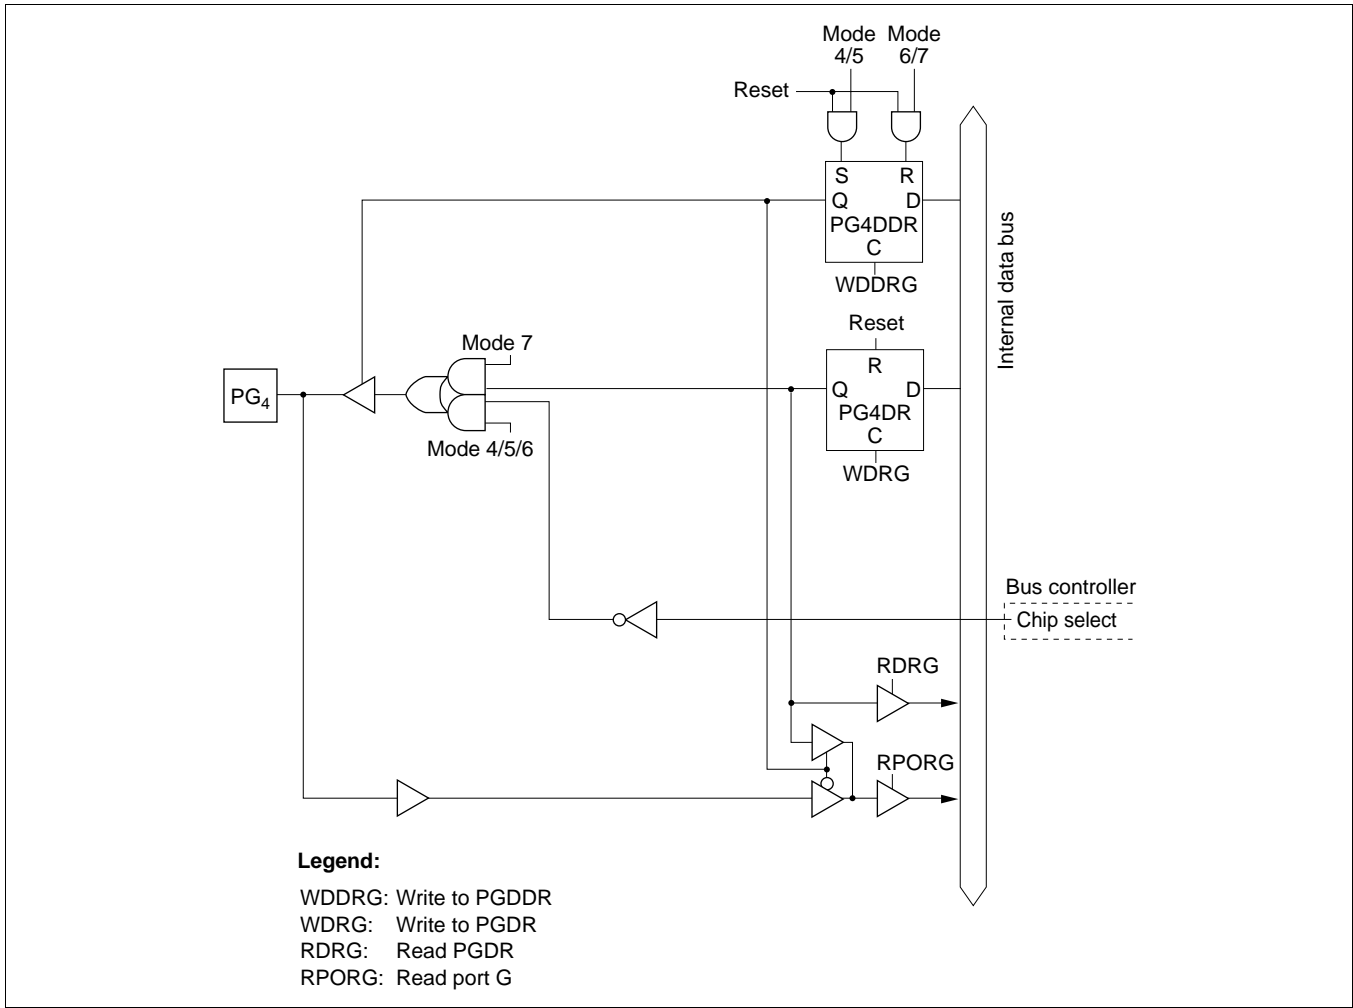 Mode Mode
4/5 6/7
Reset
S R
Q D
PG4DDR
C
WDDRG
Internal data bus
Reset
R
Mode 7
PG4
Q D
PG4DR
C
Mode 4/5/6
WDRG
Bus controller
Chip select
RDRG
RPORG
Legend:
WDDRG: Write to PGDDR
WDRG: Write to PGDR
RDRG: Read PGDR
RPORG: Read port G